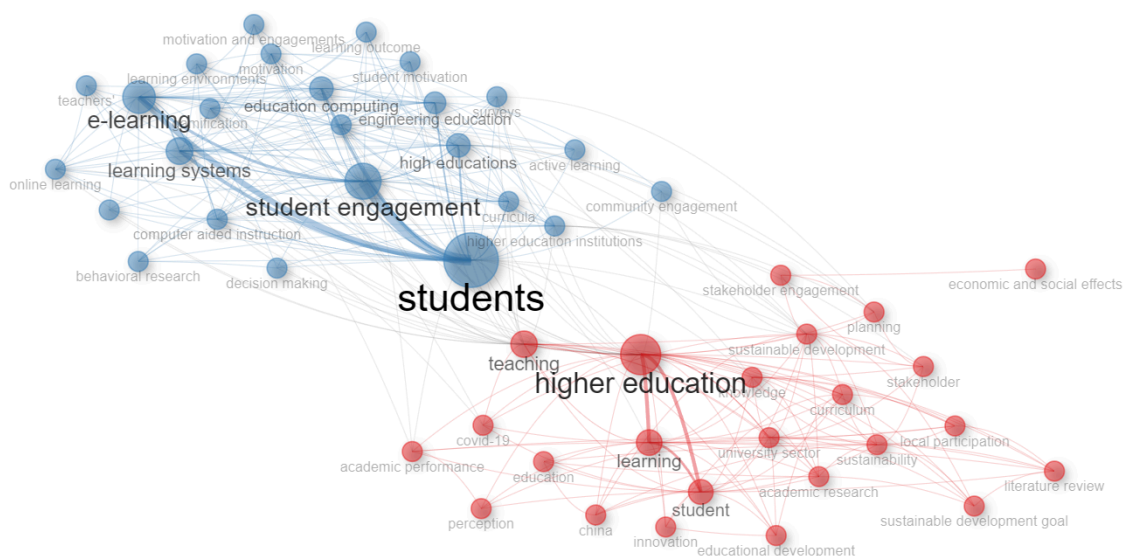 motivation and engagements
learning outcome
learning environments
motivation
student motivation
teachers'
education computing
surveys
e-learning
engineering education
learning systems
high educations
active learning
online learning
student engagement
curricula
community engagement
computer aided instruction
higher education institutions
behavioral research
decision making
students
stakeholder engagement
economic and social effects
planning
teaching
sustainable development
higher education
knowledge
stakeholder
curriculum
covid-19
local participation
academic performance
learning
university sector
sustainability
education
academic research
literature review
student
perception
china
innovation
sustainable development goal
educational development